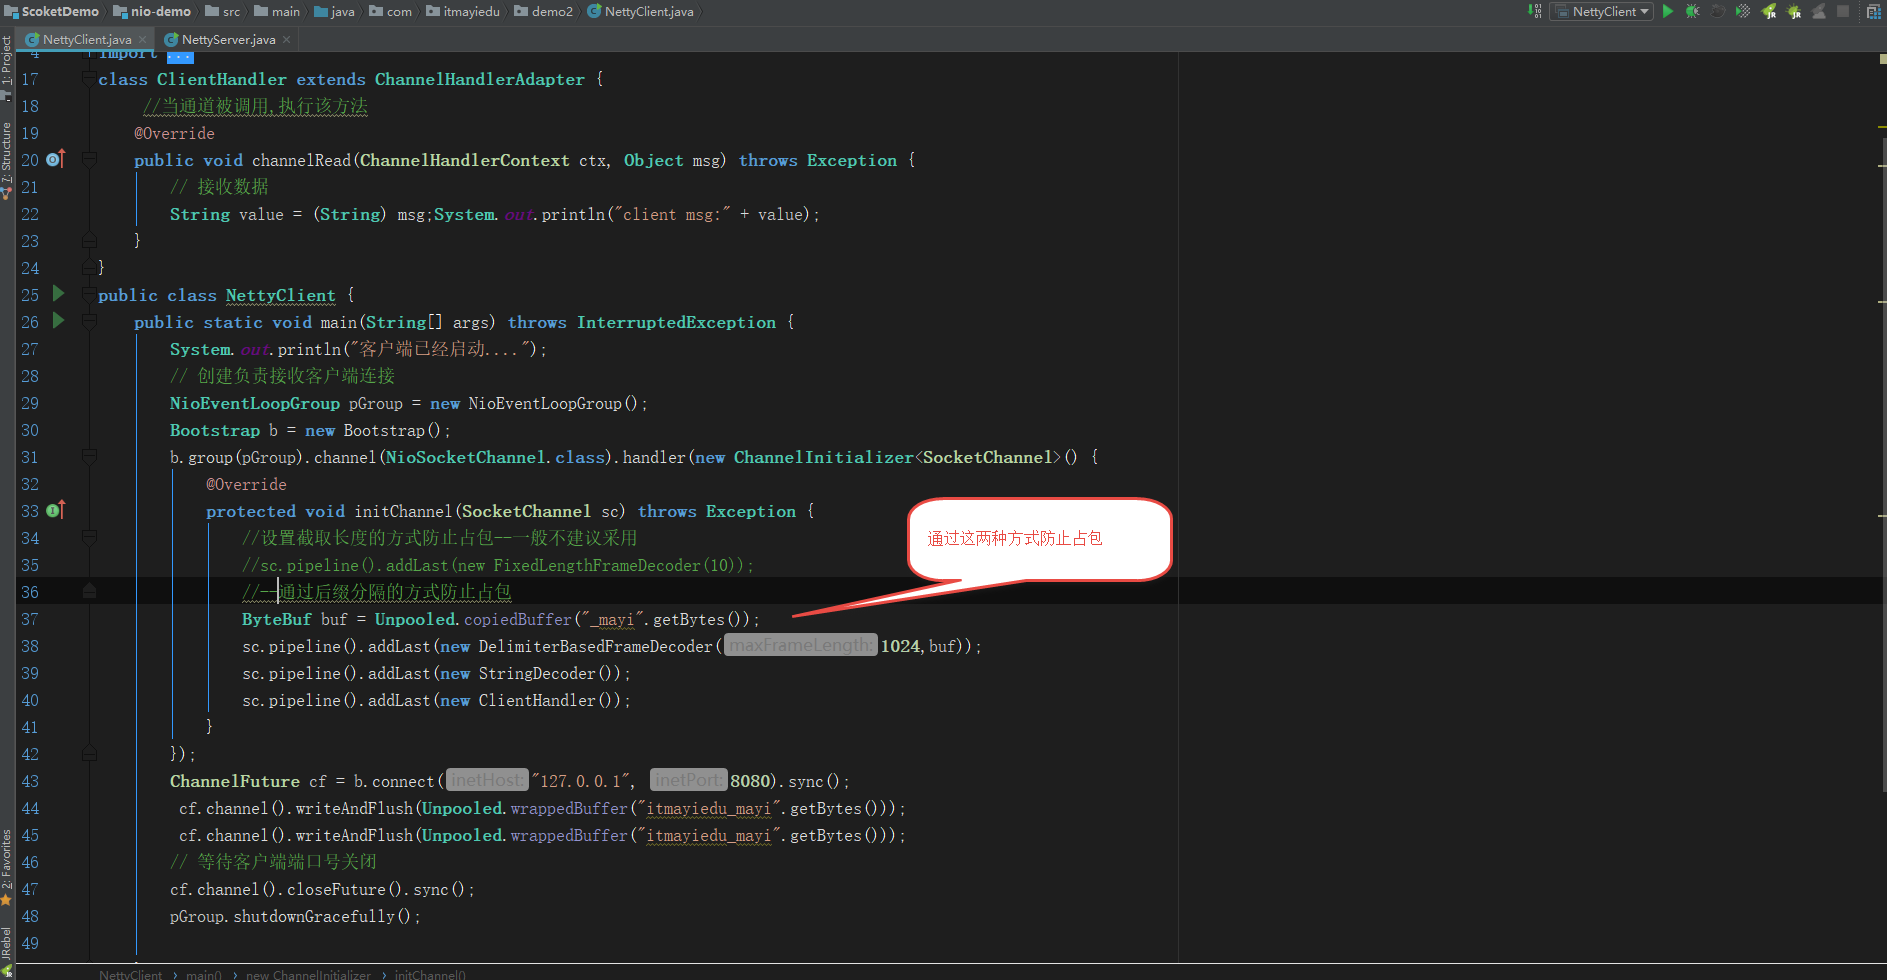 ScoketDemo nio-demo src main java com itmayiedu demo2 NettyClient.java NettyClient
NettyClient.java NettyServer.java
1: Project
7: Structure
2: Favorites
JRebel
4 import ...
17 class ClientHandler extends ChannelHandlerAdapter {
18 //当通道被调用,执行该方法
19 @Override
20 public void channelRead(ChannelHandlerContext ctx, Object msg) throws Exception {
21 // 接收数据
22 String value = (String) msg;System.out.println("client msg:" + value);
23 }
24 }
25 public class NettyClient {
26 public static void main(String[] args) throws InterruptedException {
27 System.out.println("客户端已经启动....");
28 // 创建负责接收客户端连接
29 NioEventLoopGroup pGroup = new NioEventLoopGroup();
30 Bootstrap b = new Bootstrap();
31 b.group(pGroup).channel(NioSocketChannel.class).handler(new ChannelInitializer<SocketChannel>() {
32 @Override
33 protected void initChannel(SocketChannel sc) throws Exception {
34 //设置截取长度的方式防止占包--一般不建议采用
通过这两种方式防止占包
35 //sc.pipeline().addLast(new FixedLengthFrameDecoder(10));
36 //--通过后缀分隔的方式防止占包
37 ByteBuf buf = Unpooled.copiedBuffer("_mayi".getBytes());
38 sc.pipeline().addLast(new DelimiterBasedFrameDecoder( maxFrameLength: 1024,buf));
39 sc.pipeline().addLast(new StringDecoder());
40 sc.pipeline().addLast(new ClientHandler());
41 }
42 });
43 ChannelFuture cf = b.connect( inetHost: "127.0.0.1", inetPort: 8080).sync();
44 cf.channel().writeAndFlush(Unpooled.wrappedBuffer("itmayiedu_mayi".getBytes()));
45 cf.channel().writeAndFlush(Unpooled.wrappedBuffer("itmayiedu_mayi".getBytes()));
46 // 等待客户端端口号关闭
47 cf.channel().closeFuture().sync();
48 pGroup.shutdownGracefully();
49
NettyClient › main() › new ChannelInitializer › initChannel()